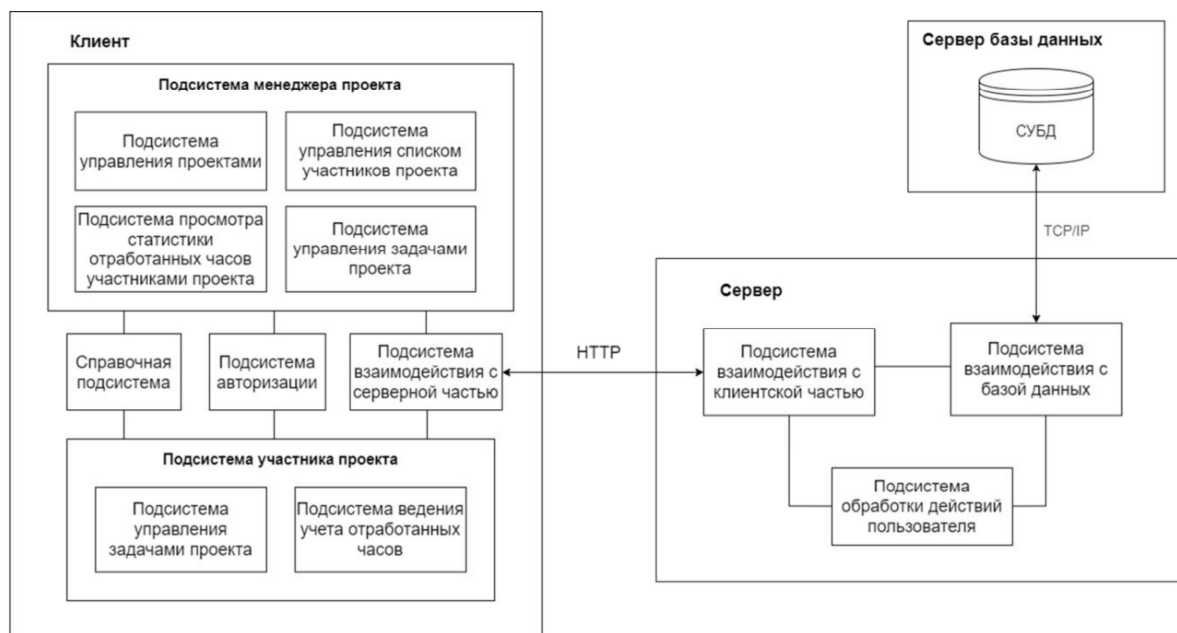 Клиент
Подсистема менеджера проекта
Подсистема
управления проектами
Подсистема
управления списком
участников проекта
Подсистема просмотра
статистики
отработанных часов
участниками проекта
Подсистема
управления задачами
проекта
Справочная
подсистема
Подсистема
авторизации
Подсистема
взаимодействия с
серверной частью
Подсистема участника проекта
Подсистема
управления
задачами проекта
Подсистема ведения
учета отработанных
часов
HTTP
Сервер базы данных
СУБД
TCP/IP
Сервер
Подсистема
взаимодействия с
клиентской частью
Подсистема
взаимодействия с
базой данных
Подсистема
обработки действий
пользователя